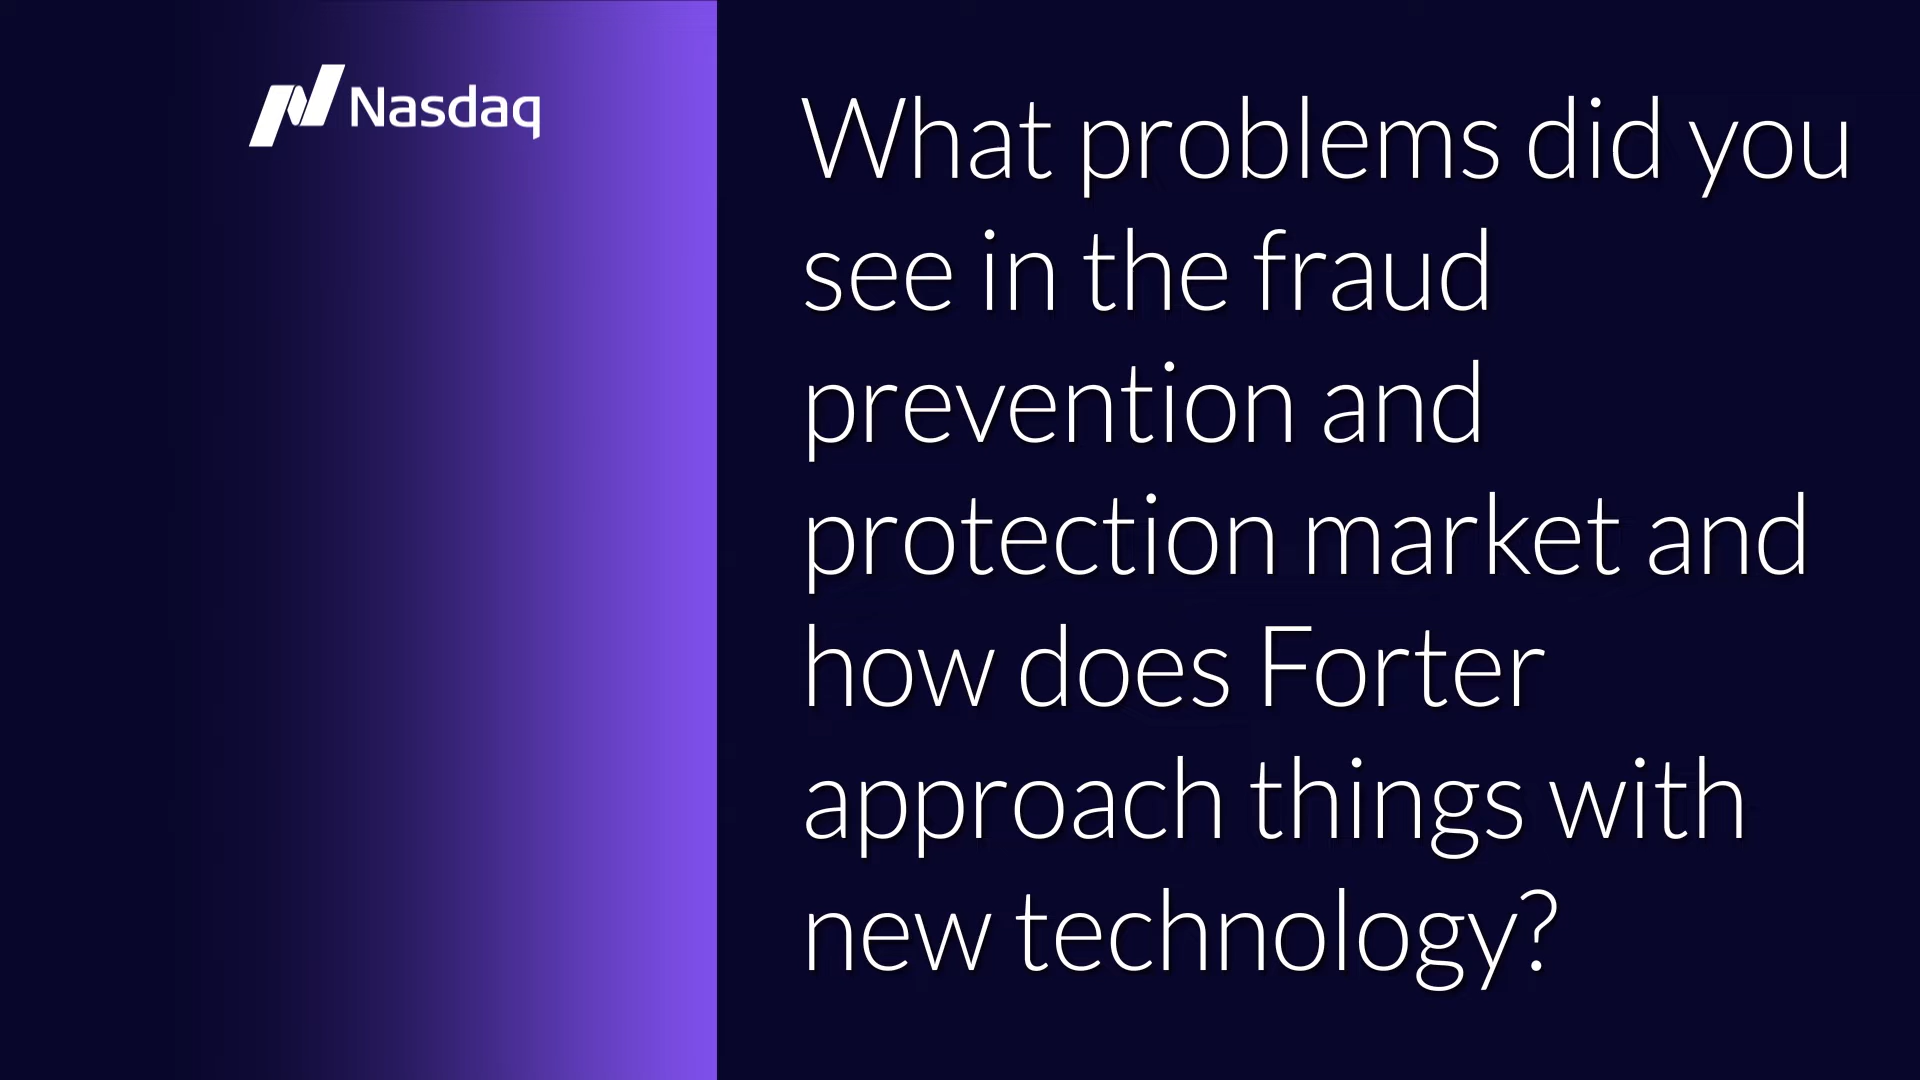 Nasdaq
What problems did you
see in the fraud
prevention and
protection market and
how does Forter
approach things with
new technology?